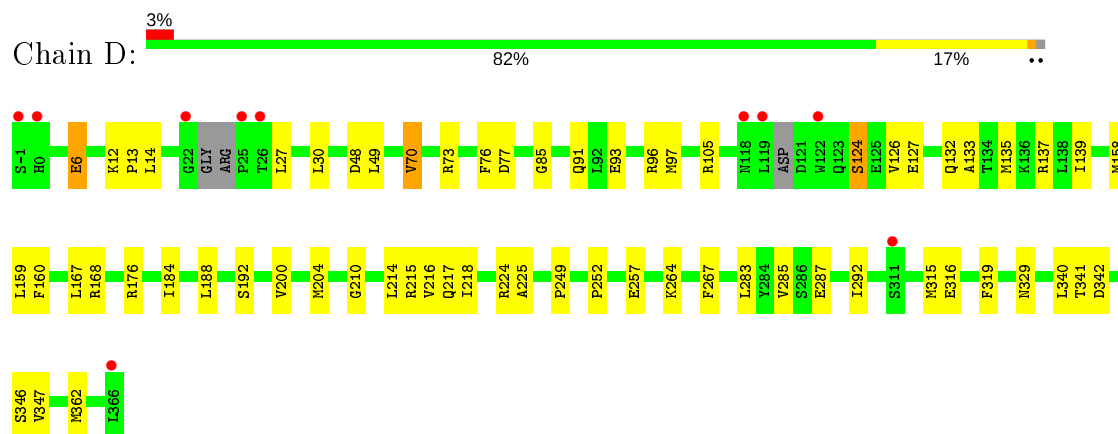 3%
Chain D:
82% 17%
S-1 H0 E6 K12 P13 L14 G22 GLY ARG P25 T26 L27 L30 D48 L49 V70 R73 F76 D77 G85 Q91 L92 E93 R96 M97 R105 N118 L119 ASP D121 W122 Q123 S124 E125 V126 E127 Q132 A133 T134 M135 K136 R137 L138 I139 M158
L159 F160 L167 R168 R176 I184 L188 S192 V200 M204 G210 L214 R215 V216 Q217 I218 R224 A225 P249 P252 E257 K264 F267 L283 Y284 V285 S286 E287 I292 S311 M315 E316 F319 N329 L340 T341 D342
S346 V347 M362 L366